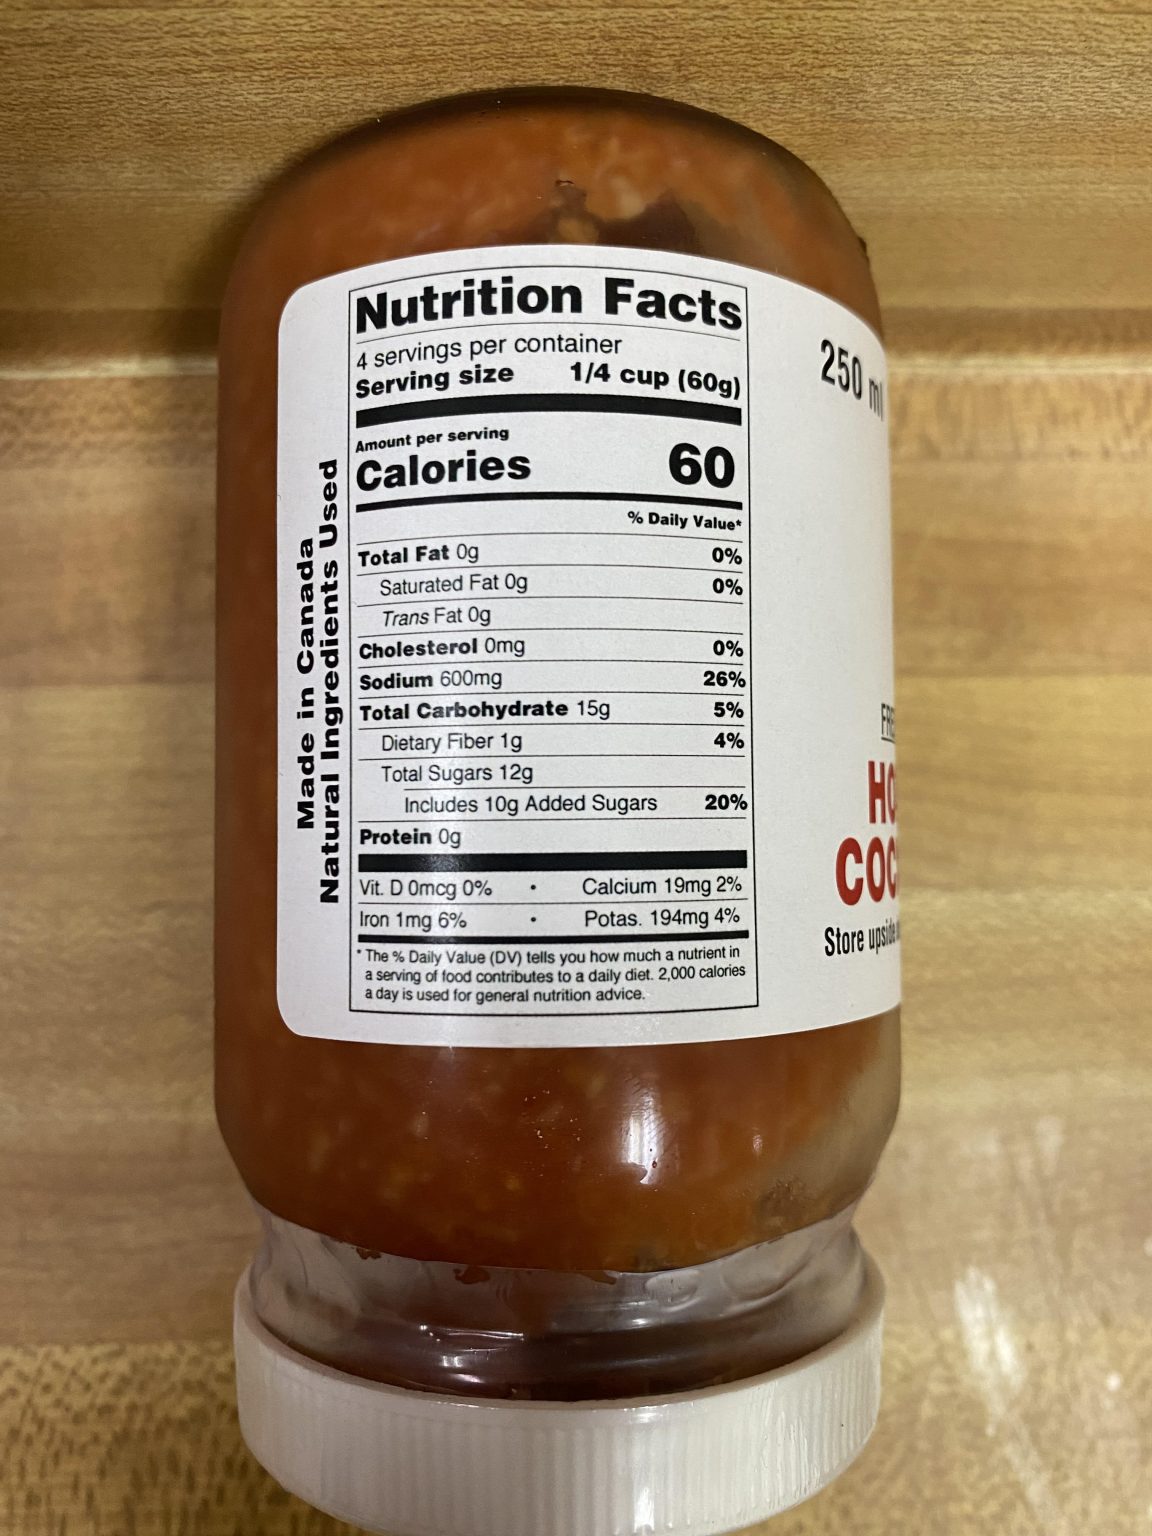 Made in Canada
Natural Ingredients Used
Nutrition Facts
4 servings per container
Serving size 1/4 cup (60g)
Amount per serving
Calories 60
% Daily Value*
Total Fat 0g 0%
Saturated Fat 0g 0%
Trans Fat 0g
Cholesterol 0mg 0%
Sodium 600mg 26%
Total Carbohydrate 15g 5%
Dietary Fiber 1g 4%
Total Sugars 12g
Includes 10g Added Sugars 20%
Protein 0g
Vit. D 0mcg 0% • Calcium 19mg 2%
Iron 1mg 6% • Potas. 194mg 4%
* The % Daily Value (DV) tells you how much a nutrient in
a serving of food contributes to a daily diet. 2,000 calories
a day is used for general nutrition advice.
250 ml
Store upside